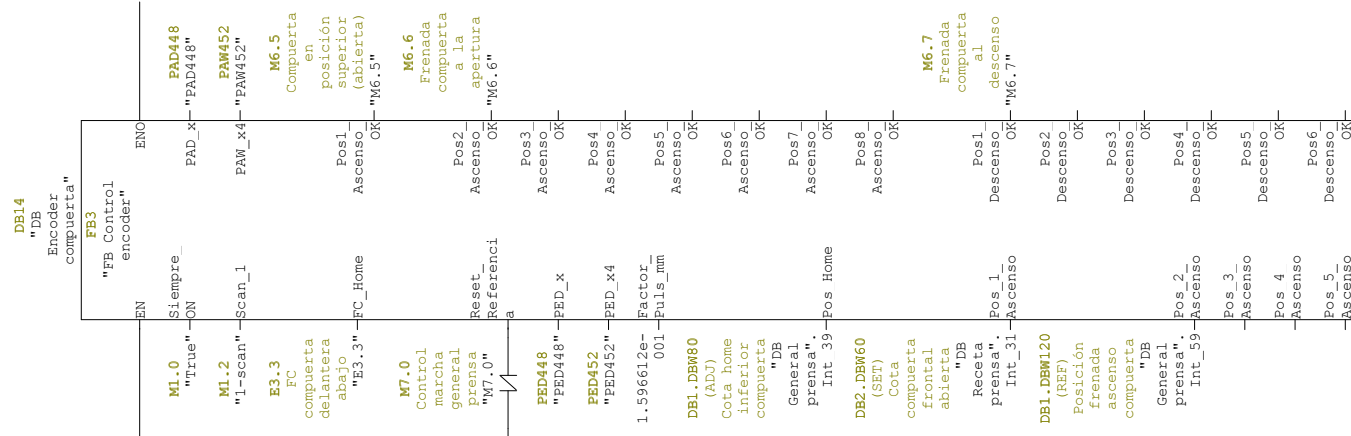 DB14
"DB
Encoder
compuerta"
FB3
"FB Control
encoder"
EN
ENO
M1.0
"True"
Siempre_
ON
M1.2
"1-scan"
Scan_1
E3.3
FC
compuerta
delantera
abajo
"E3.3"
FC_Home
M7.0
Control
marcha
general
prensa
"M7.0"
Reset_
Referenci
a
PED448
"PED448"
PED_x
PED452
"PED452"
PED_x4
1.596612e-
001
Factor_
Puls_mm
DB1.DBW80
(ADJ)
Cota home
inferior
compuerta
"DB
General
prensa".
Int_39
Pos_Home
DB2.DBW60
(SET)
Cota
compuerta
frontal
abierta
"DB
Receta
prensa".
Int_31
Pos_1_
Ascenso
DB1.DBW120
(REF)
Posición
frenada
ascenso
compuerta
"DB
General
prensa".
Int_59
Pos_2_
Ascenso
Pos_3_
Ascenso
Pos_4_
Ascenso
Pos_5_
Ascenso
PAD448
"PAD448"
PAD_x
PAW452
"PAW452"
PAW_x4
M6.5
Compuerta
en
posición
superior
(abierta)
"M6.5"
Pos1_
Ascenso_
OK
M6.6
Frenada
compuerta
a la
apertura
"M6.6"
Pos2_
Ascenso_
OK
Pos3_
Ascenso_
OK
Pos4_
Ascenso_
OK
Pos5_
Ascenso_
OK
Pos6_
Ascenso_
OK
Pos7_
Ascenso_
OK
Pos8_
Ascenso_
OK
M6.7
Frenada
compuerta
al
descenso
"M6.7"
Pos1_
Descenso_
OK
Pos2_
Descenso_
OK
Pos3_
Descenso_
OK
Pos4_
Descenso_
OK
Pos5_
Descenso_
OK
Pos6_
Descenso_
OK